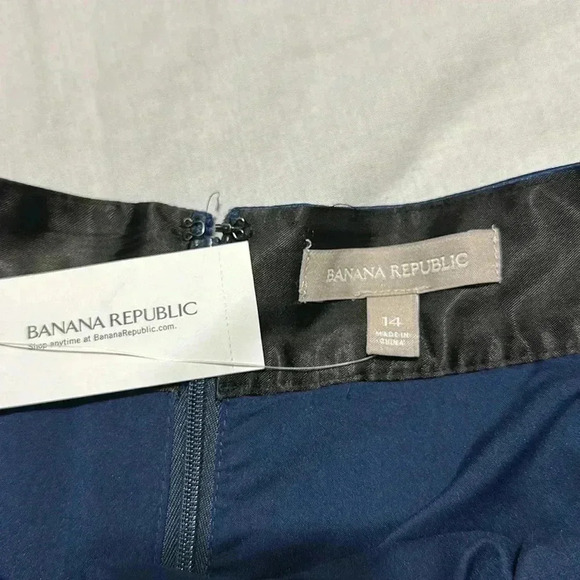 BANANA REPUBLIC
Shop anytime at BananaRepublic.com.
BANANA REPUBLIC
14
MADE IN
CHINA